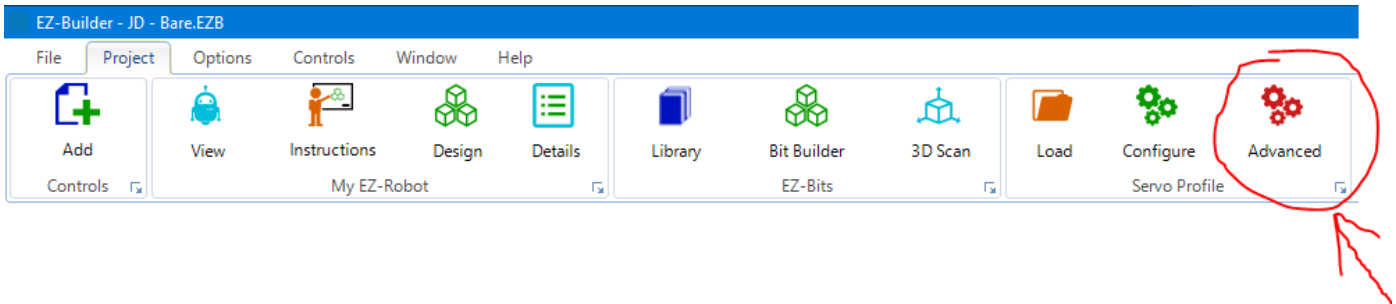 EZ-Builder - JD - Bare.EZB
File Project Options Controls Window Help
Add View Instructions Design Details Library Bit Builder 3D Scan Load Configure Advanced
Controls My EZ-Robot EZ-Bits Servo Profile